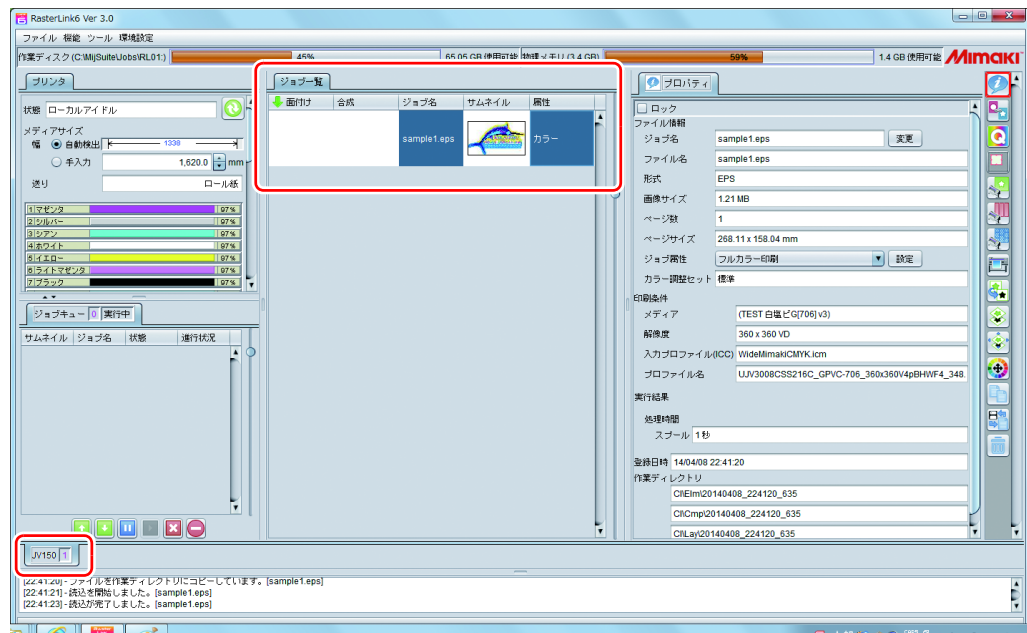 RasterLink6 Ver 3.0
ファイル 機能 ツール 環境設定
作業ディスク (C:\MijSuite\Jobs\RL01:) 45% 65.05 GB 使用可能 物理メモリ (3.4 GB) 59% 1.4 GB 使用可能 Mimaki
プリンタ
状態 ローカルアイドル
メディアサイズ
幅 自動検出 1338
手入力 1,620.0 mm
送り ロール紙
1 マゼンタ 97%
2 シルバー 97%
3 シアン 97%
4 ホワイト 97%
5 イエロー 97%
6 ライトマゼンタ 97%
7 ブラック 97%
ジョブキュー 0 実行中
サムネイル ジョブ名 状態 進行状況
JV150 1
ジョブ一覧
面付け 合成 ジョブ名 サムネイル 属性
sample1.eps カラー
プロパティ
ロック
ファイル情報
ジョブ名 sample1.eps 変更
ファイル名 sample1.eps
形式 EPS
画像サイズ 1.21 MB
ページ数 1
ページサイズ 268.11 x 158.04 mm
ジョブ属性 フルカラー印刷 設定
カラー調整セット 標準
印刷条件
メディア (TEST 白塩ビG[706] v3)
解像度 360 x 360 VD
入力プロファイル(ICC) WideMimakiCMYK.icm
プロファイル名 UJV3008CSS216C_GPVC-706_360x360V4pBHWF4_348.
実行結果
処理時間
スプール 1秒
登録日時 14/04/08 22:41:20
作業ディレクトリ
CI\Elm\20140408_224120_635
CI\Cmp\20140408_224120_635
CI\Lay\20140408_224120_635
[22:41:20] - ファイルを作業ディレクトリにコピーしています。[sample1.eps]
[22:41:21] - 読込を開始しました。[sample1.eps]
[22:41:23] - 読込が完了しました。[sample1.eps]